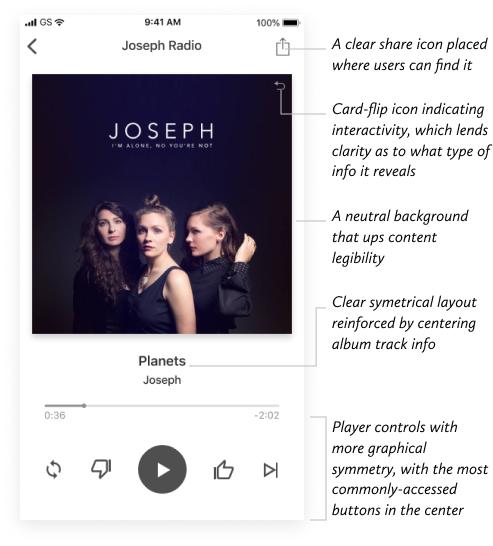 GS 9:41 AM 100%
Joseph Radio
A clear share icon placed
where users can find it
JOSEPH
I'M ALONE, NO YOU'RE NOT
Card-flip icon indicating
interactivity, which lends
clarity as to what type of
info it reveals
A neutral background
that ups content
legibility
Clear symetrical layout
reinforced by centering
album track info
Planets
Joseph
0:36 -2:02
Player controls with
more graphical
symmetry, with the most
commonly-accessed
buttons in the center